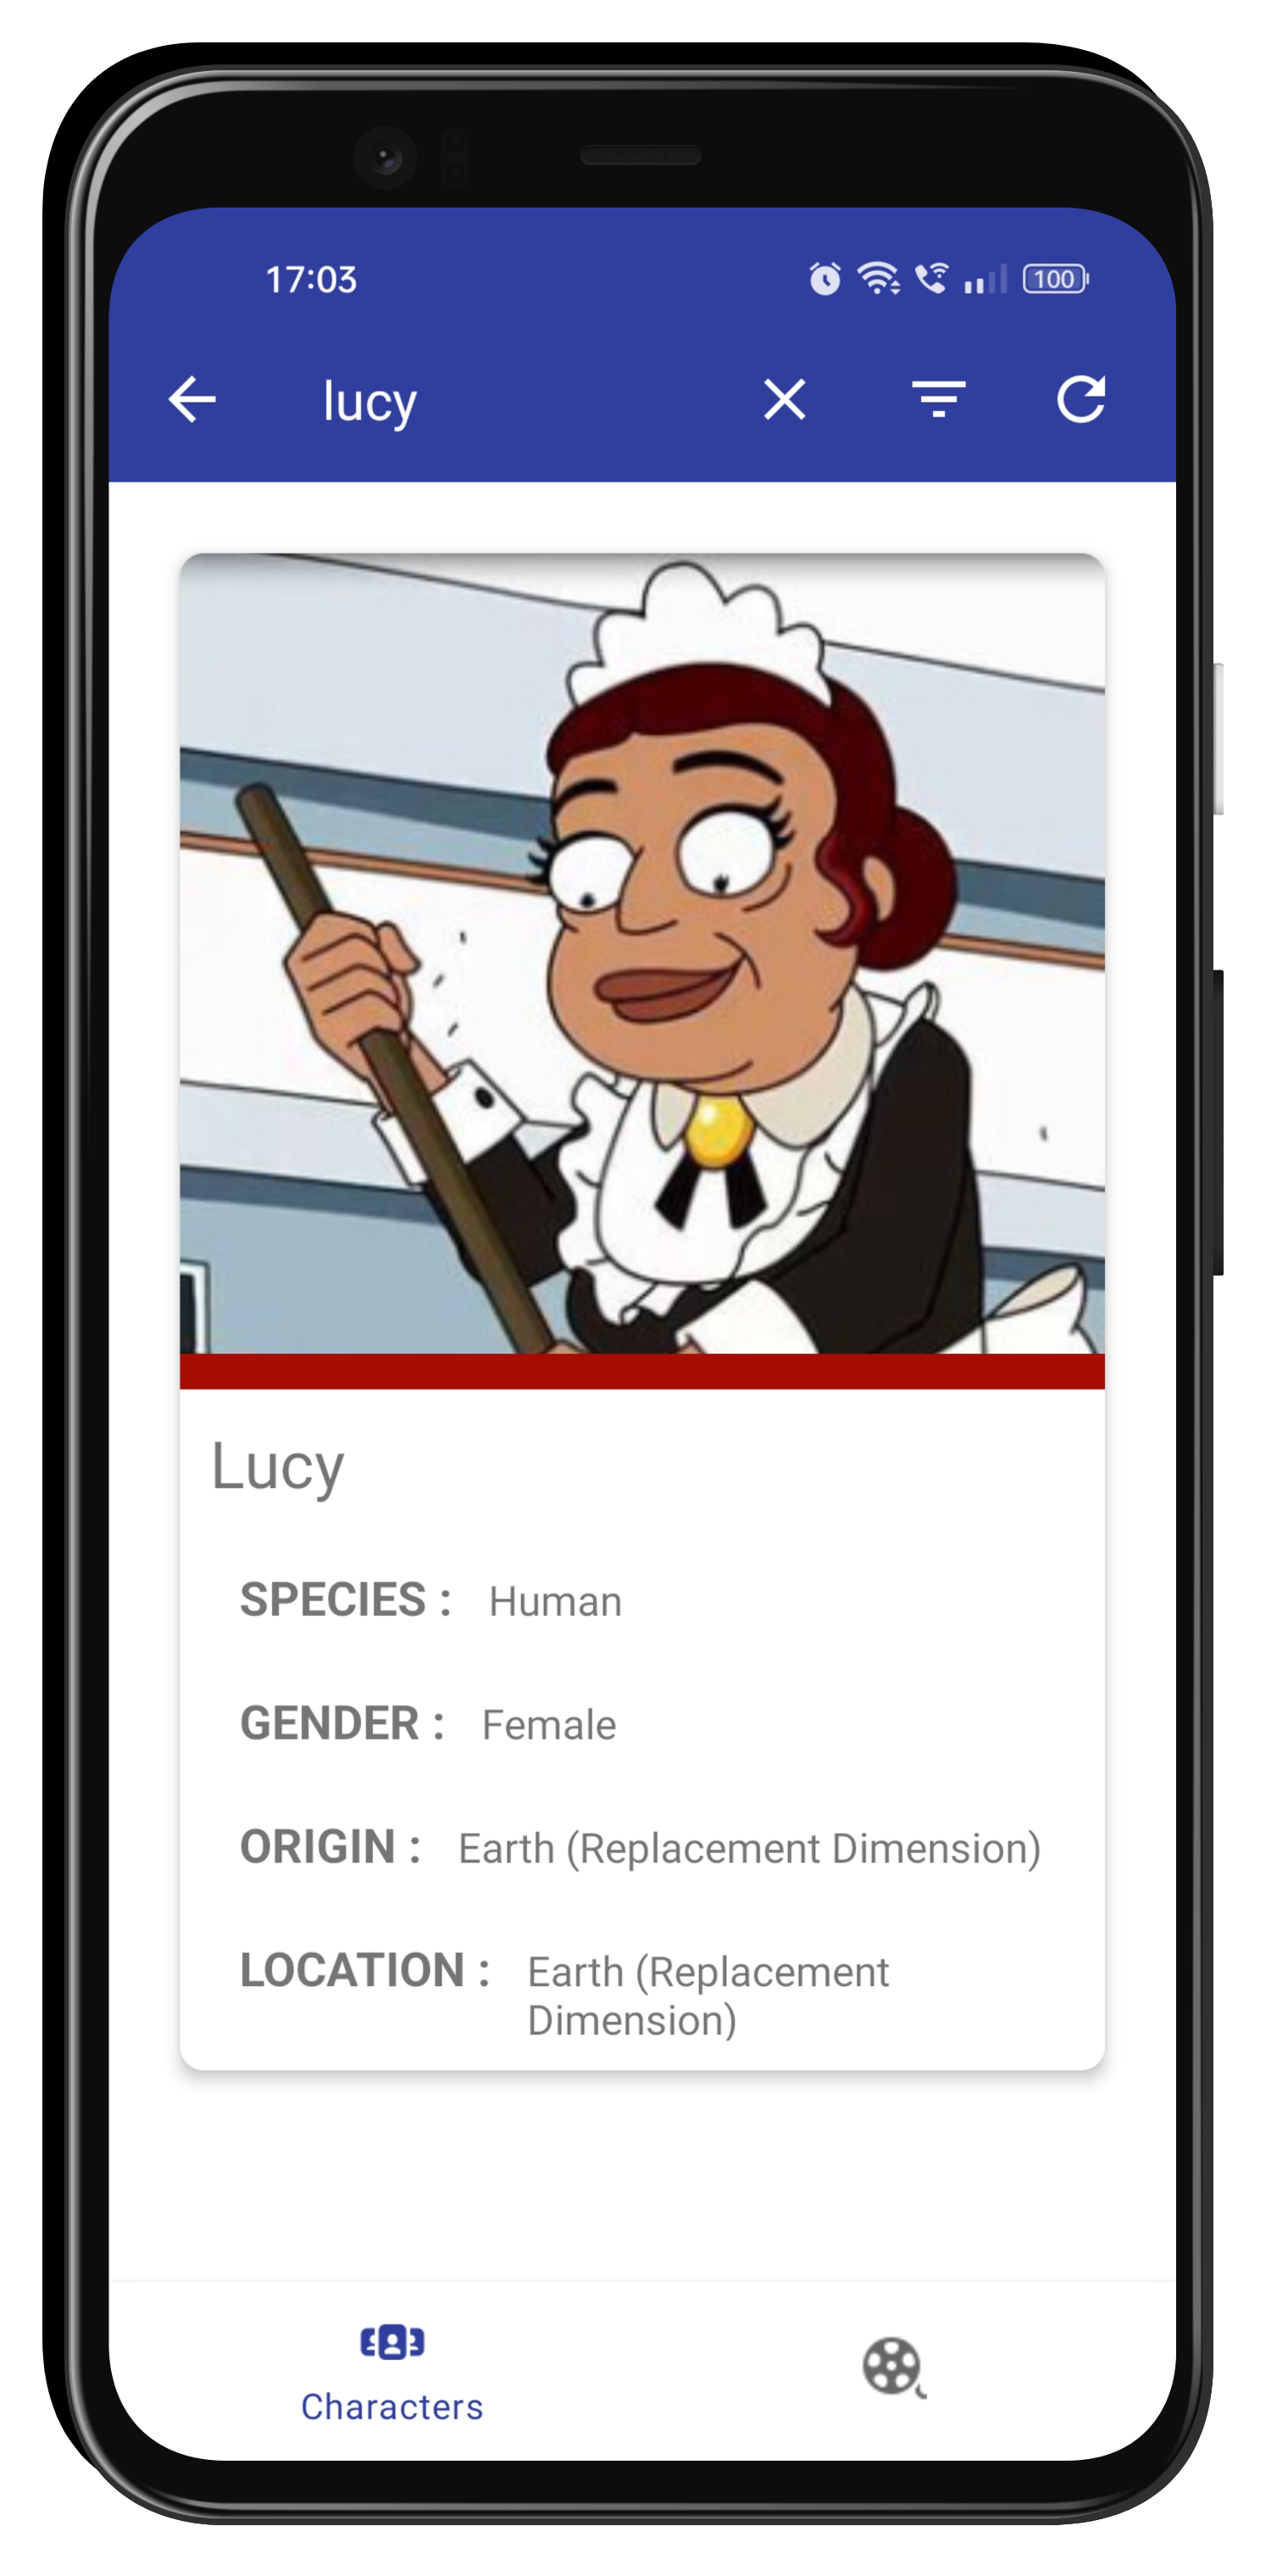 17:03
100
lucy
Lucy
SPECIES : Human
GENDER : Female
ORIGIN : Earth (Replacement Dimension)
LOCATION : Earth (Replacement
Dimension)
Characters